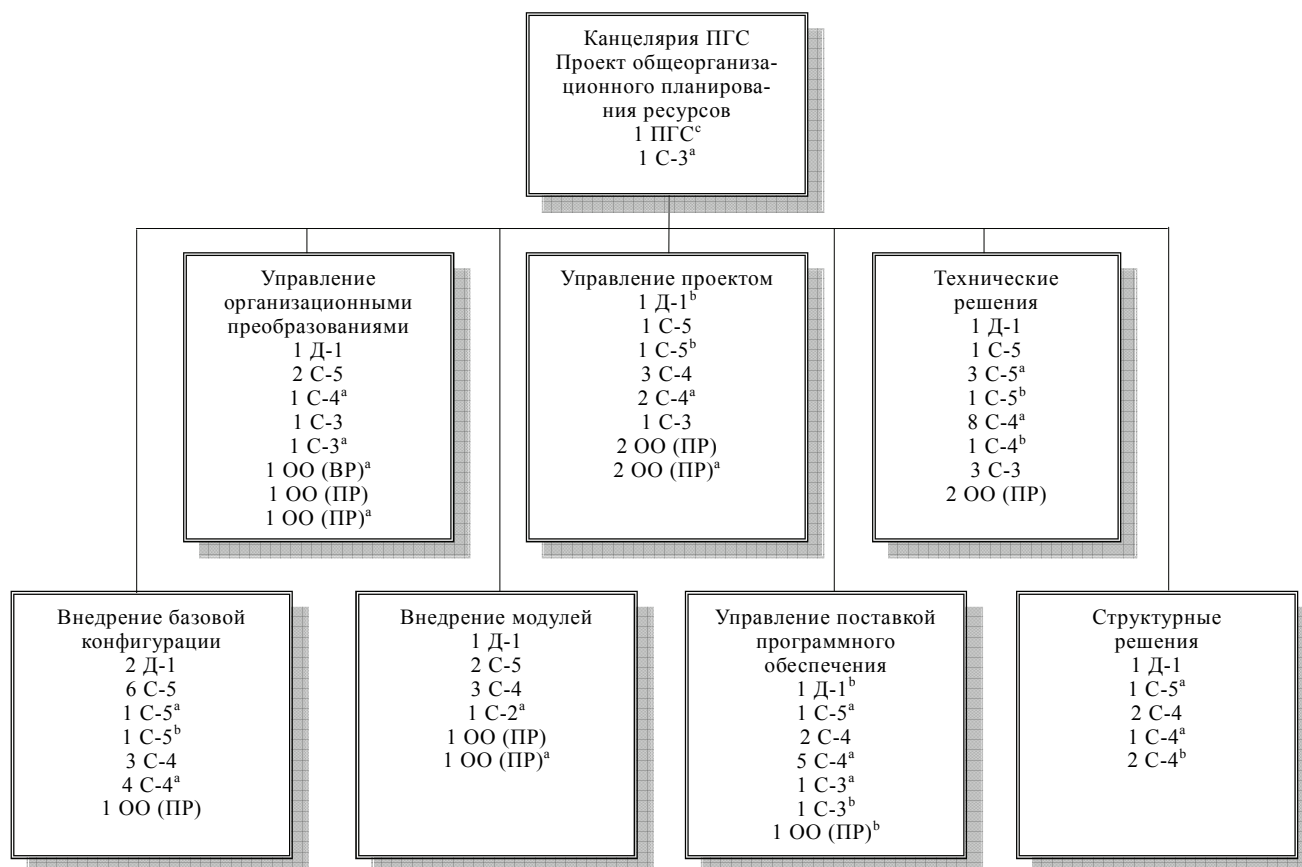 Канцелярия ПГС
Проект общеорганиза-
ционного планирова-
ния ресурсов
1 ПГСᶜ
1 С-3ᵃ
Управление
организационными
преобразованиями
1 Д-1
2 С-5
1 С-4ᵃ
1 С-3
1 С-3ᵃ
1 ОО (ВР)ᵃ
1 ОО (ПР)
1 ОО (ПР)ᵃ
Управление проектом
1 Д-1ᵇ
1 С-5
1 С-5ᵇ
3 С-4
2 С-4ᵃ
1 С-3
2 ОО (ПР)
2 ОО (ПР)ᵃ
Технические
решения
1 Д-1
1 С-5
3 С-5ᵃ
1 С-5ᵇ
8 С-4ᵃ
1 С-4ᵇ
3 С-3
2 ОО (ПР)
Внедрение базовой
конфигурации
2 Д-1
6 С-5
1 С-5ᵃ
1 С-5ᵇ
3 С-4
4 С-4ᵃ
1 ОО (ПР)
Внедрение модулей
1 Д-1
2 С-5
3 С-4
1 С-2ᵃ
1 ОО (ПР)
1 ОО (ПР)ᵃ
Управление поставкой
программного
обеспечения
1 Д-1ᵇ
1 С-5ᵃ
2 С-4
5 С-4ᵃ
1 С-3ᵃ
1 С-3ᵇ
1 ОО (ПР)ᵇ
Структурные
решения
1 Д-1
1 С-5ᵃ
2 С-4
1 С-4ᵃ
2 С-4ᵇ